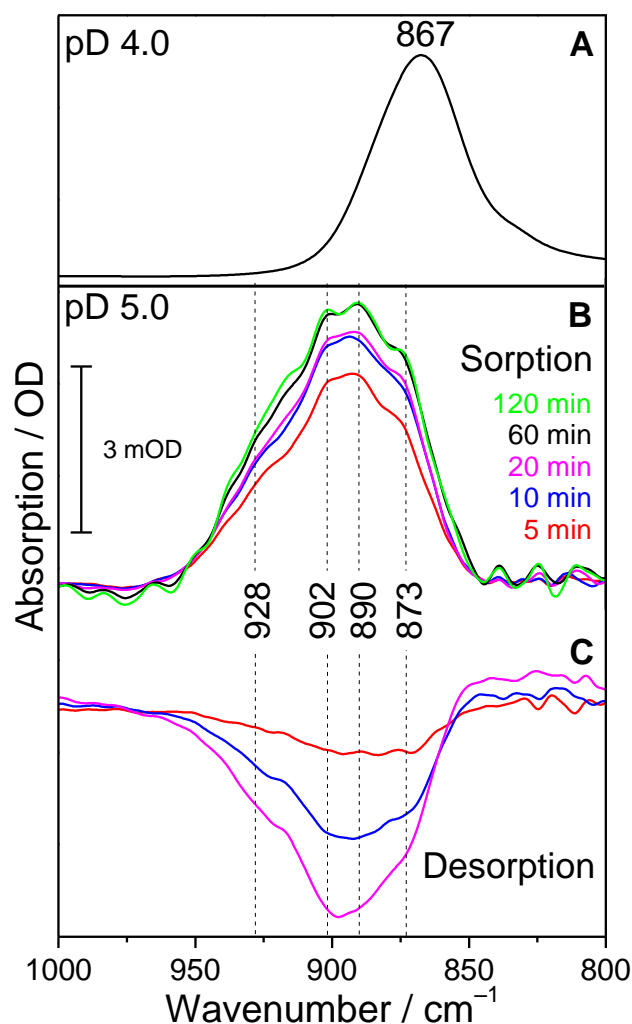 pD 4.0
867
A
pD 5.0
B
Sorption
120 min
60 min
20 min
10 min
5 min
3 mOD
Absorption / OD
928
902
890
873
C
Desorption
1000
950
900
850
800
Wavenumber / cm⁻¹